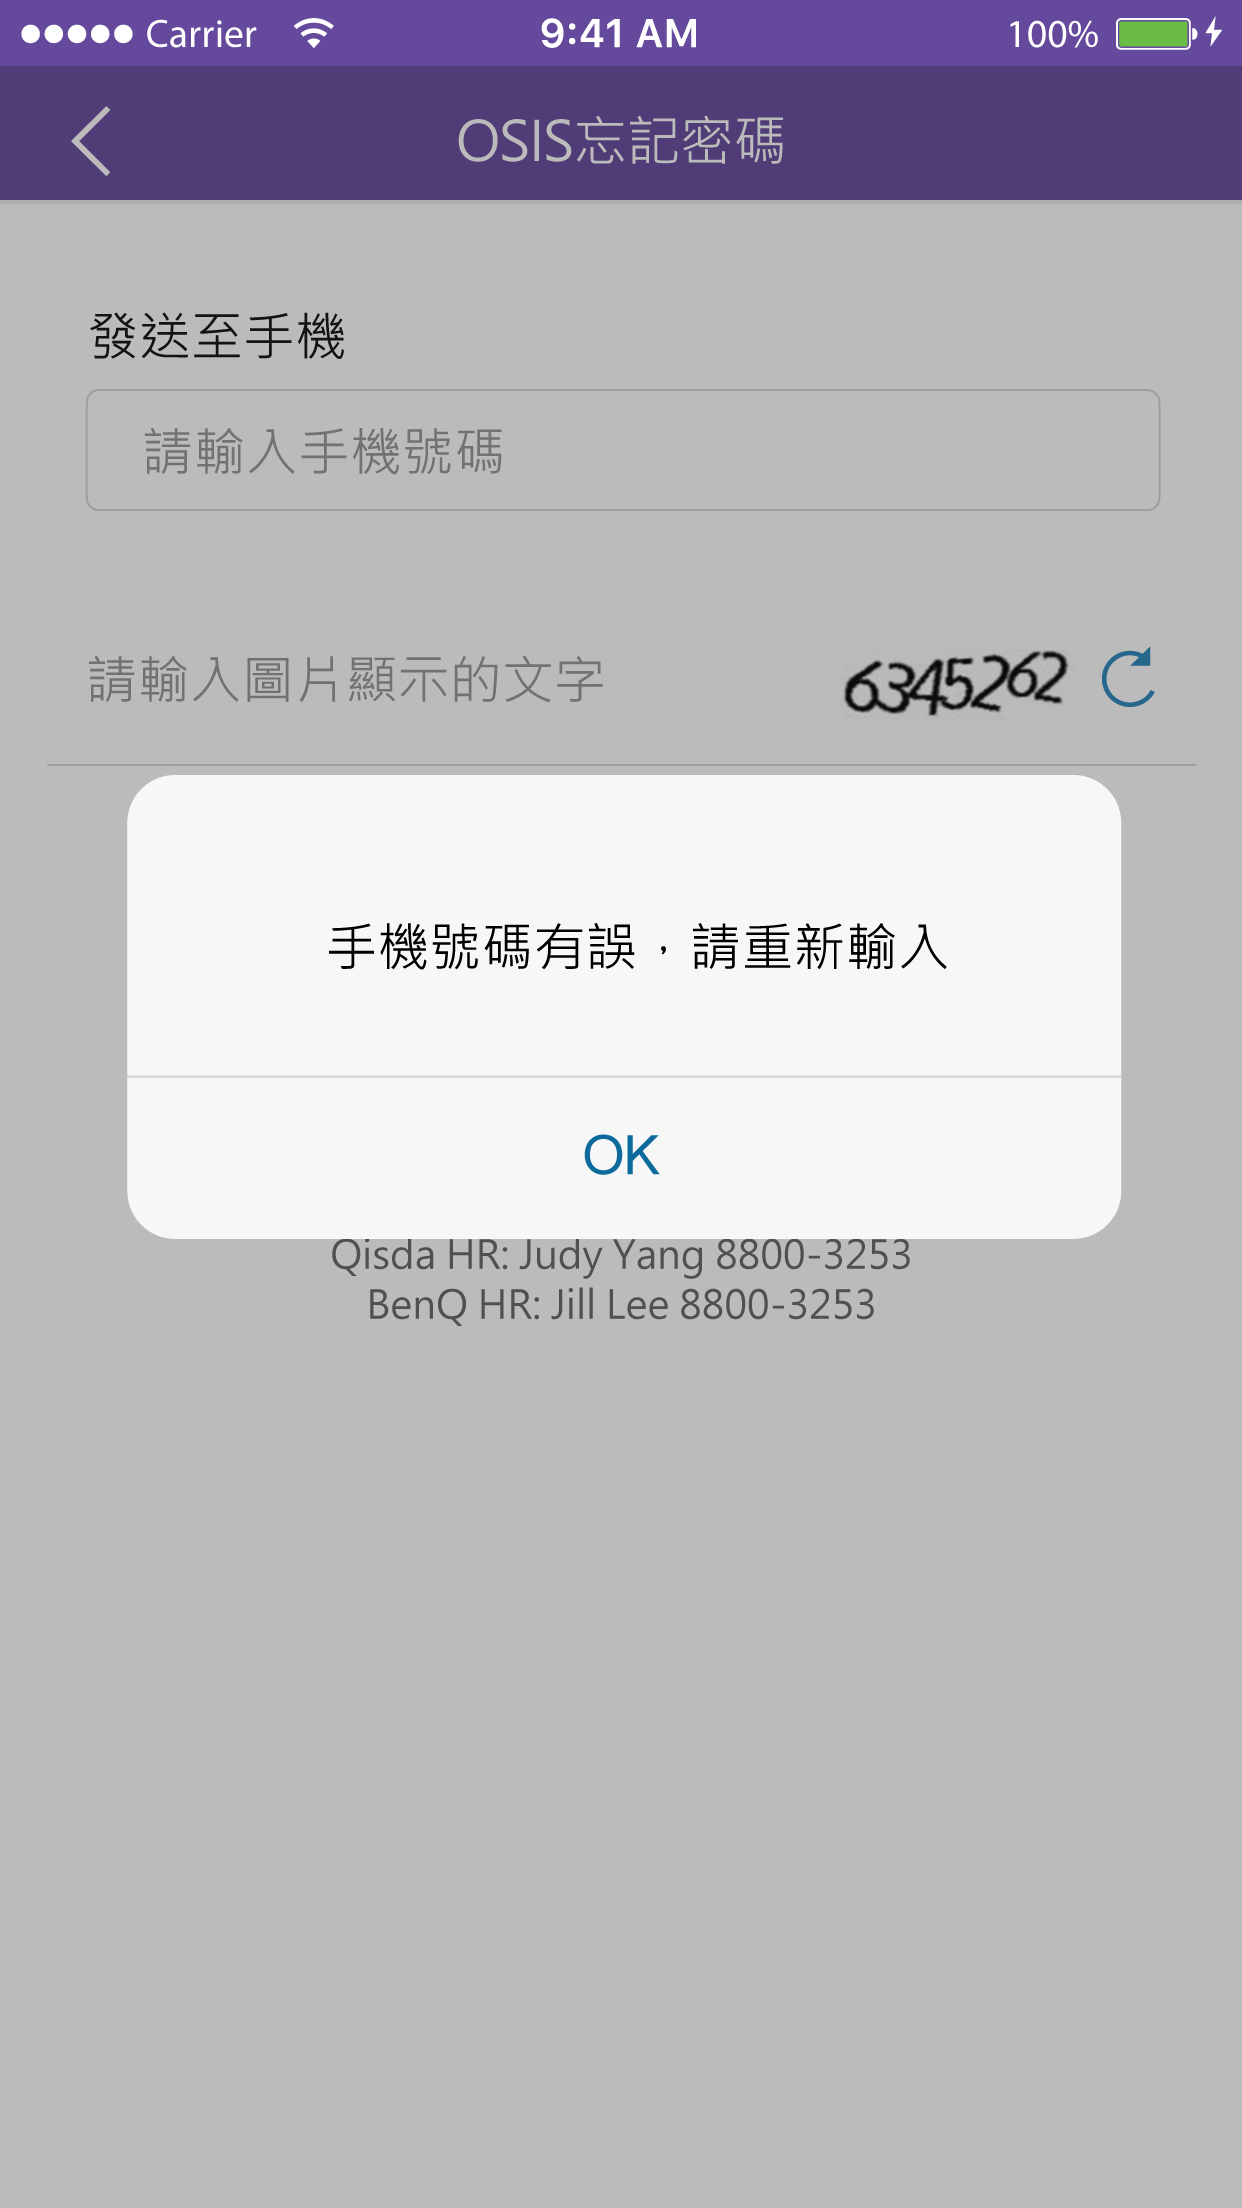 Carrier 9:41 AM 100%
OSIS忘記密碼
發送至手機
請輸入手機號碼
請輸入圖片顯示的文字 6345262
手機號碼有誤，請重新輸入
OK
Qisda HR: Judy Yang 8800-3253
BenQ HR: Jill Lee 8800-3253